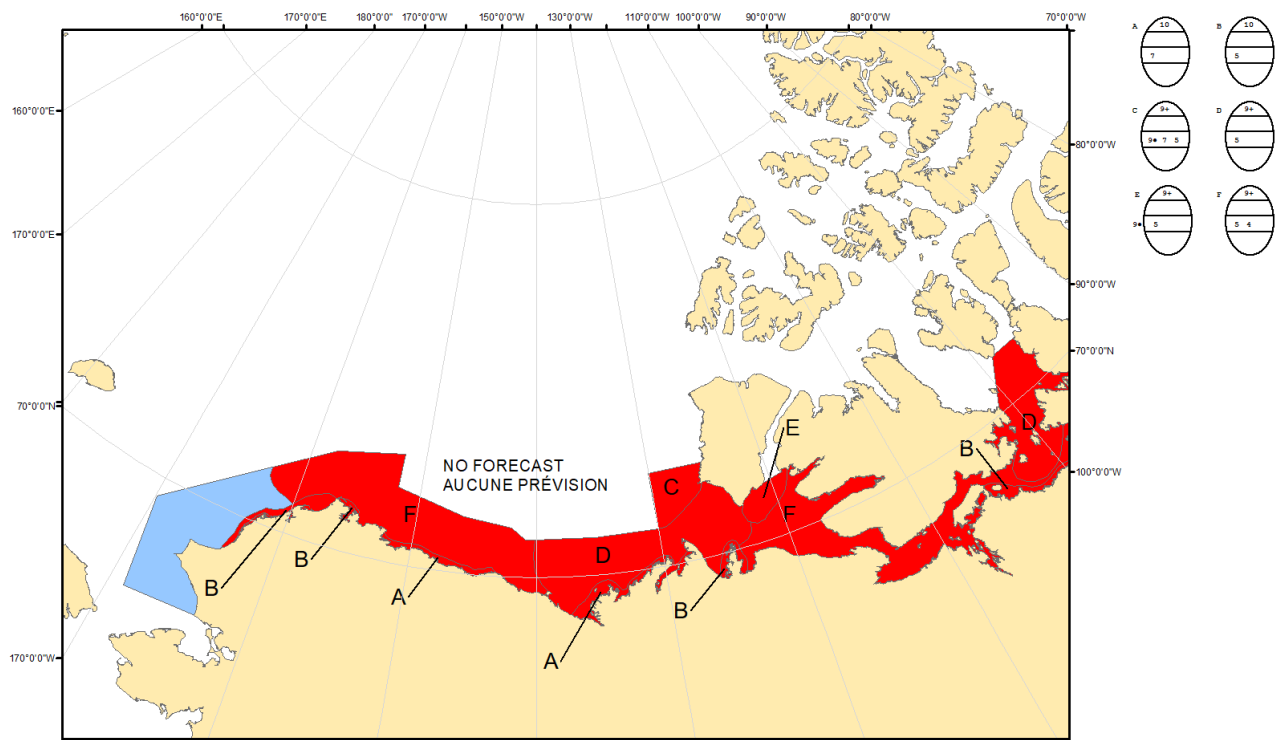 160°0'0"E 170°0'0"E 180°0'0" 170°0'0"W 150°0'0"W 130°0'0"W 110°0'0"W 100°0'0"W 90°0'0"W 80°0'0"W 70°0'0"W
160°0'0"E
170°0'0"E
70°0'0"N
170°0'0"W
80°0'0"W
90°0'0"W
70°0'0"N
100°0'0"W
NO FORECAST
AUCUNE PRÉVISION
E
B
D
C
F
F
D
B
B
A
B
A
A 10
7
B 10
5
C 9+
9• 7 5
D 9+
5
E 9+
9• 5
F 9+
5 4